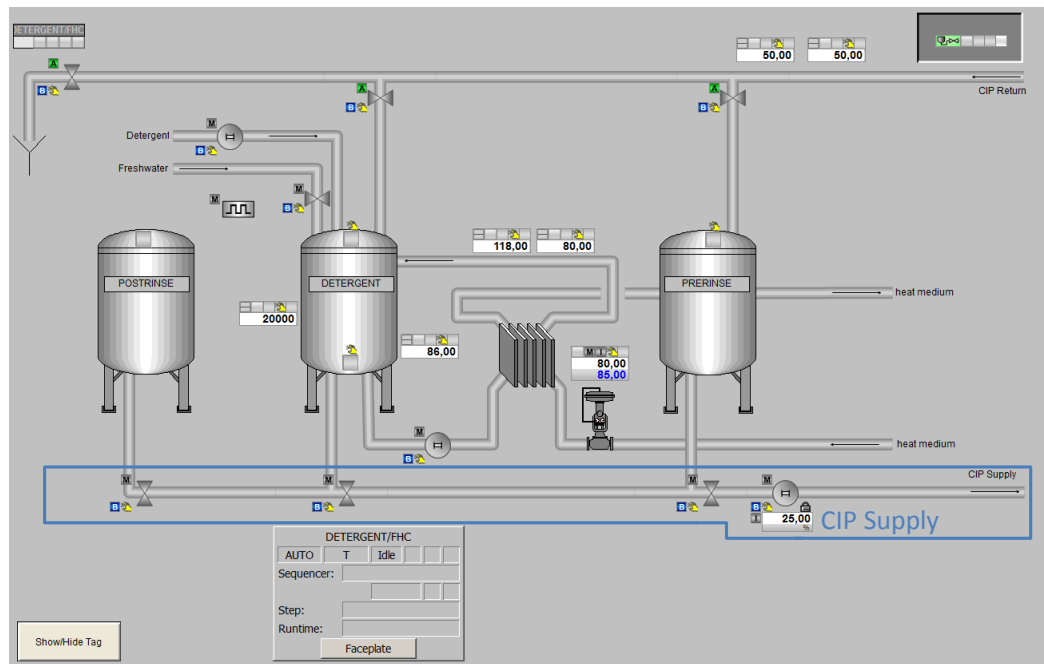 DETERGENT/FHC
50,00
50,00
A
A
A
CIP Return
B
B
B
M
Detergent
B
Freshwater
M
M
B
118,00
80,00
POSTRINSE
DETERGENT
PRERINSE
heat medium
20000
86,00
M I
80,00
85,00
M
heat medium
B
CIP Supply
M
M
M
M
B
B
B
B
I
25,00
%
CIP Supply
DETERGENT/FHC
AUTO T Idle
Sequencer:
Step:
Runtime:
Faceplate
Show/Hide Tag